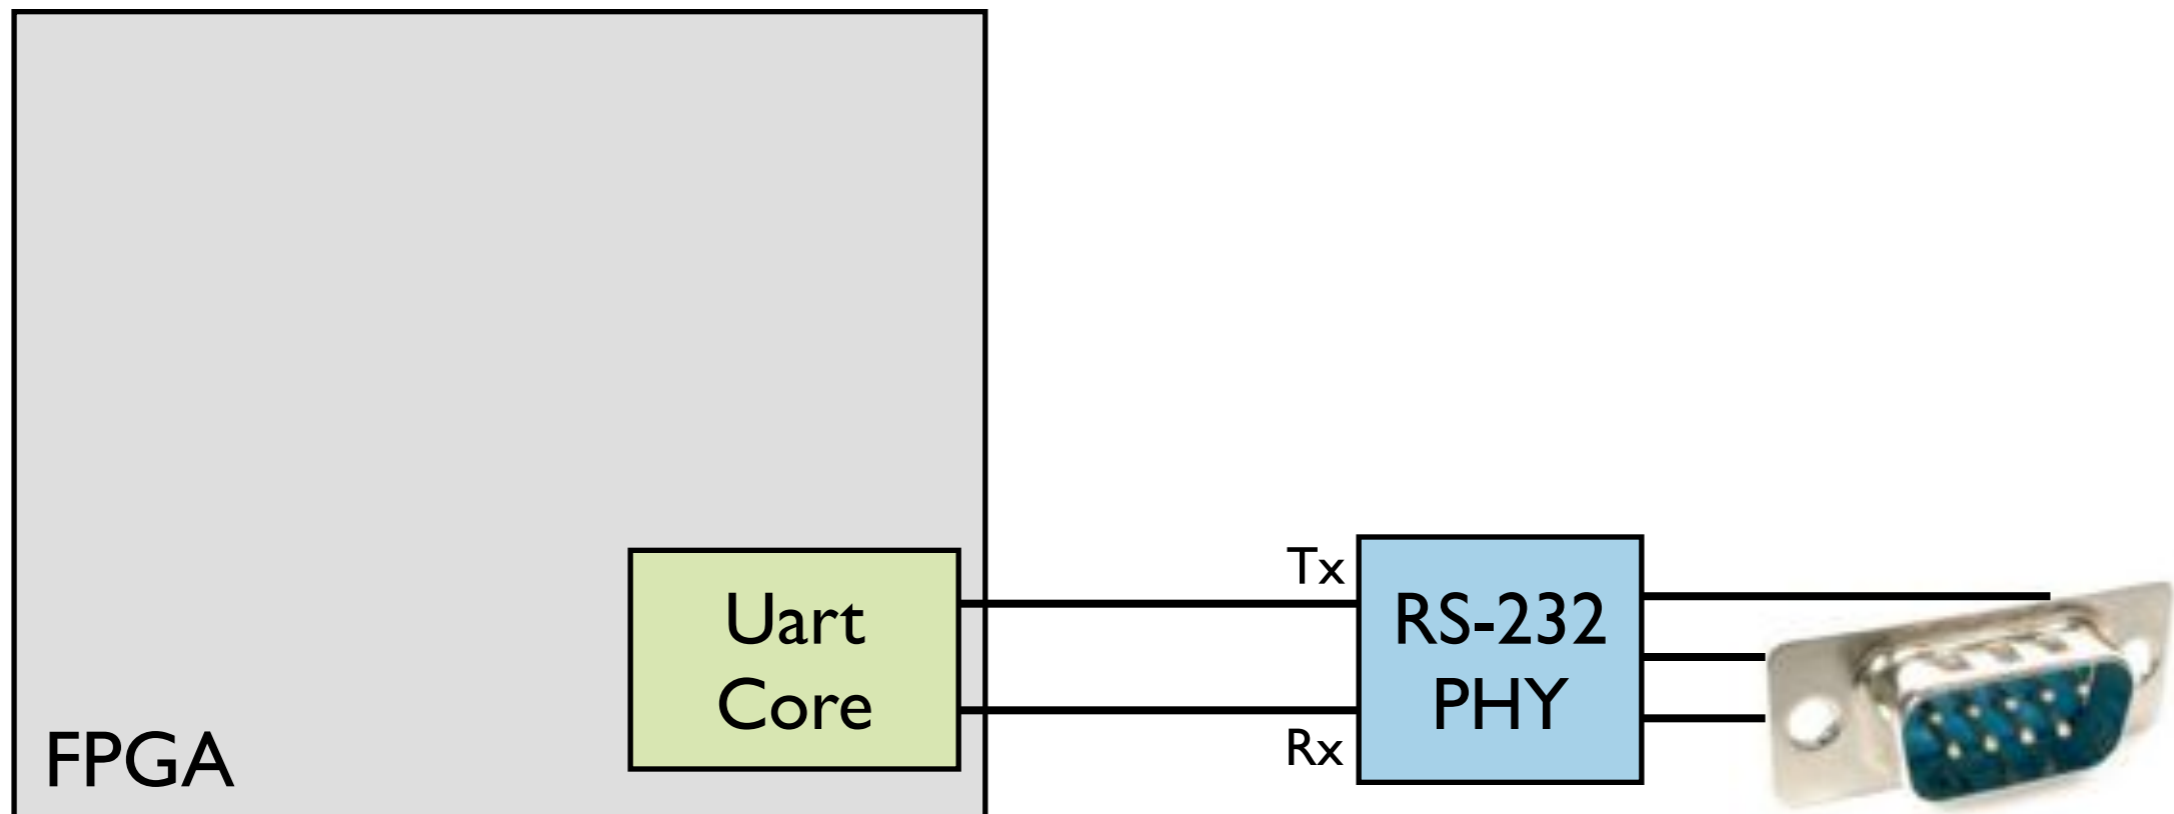 Tx
Uart
Core
RS-232
PHY
Rx
FPGA